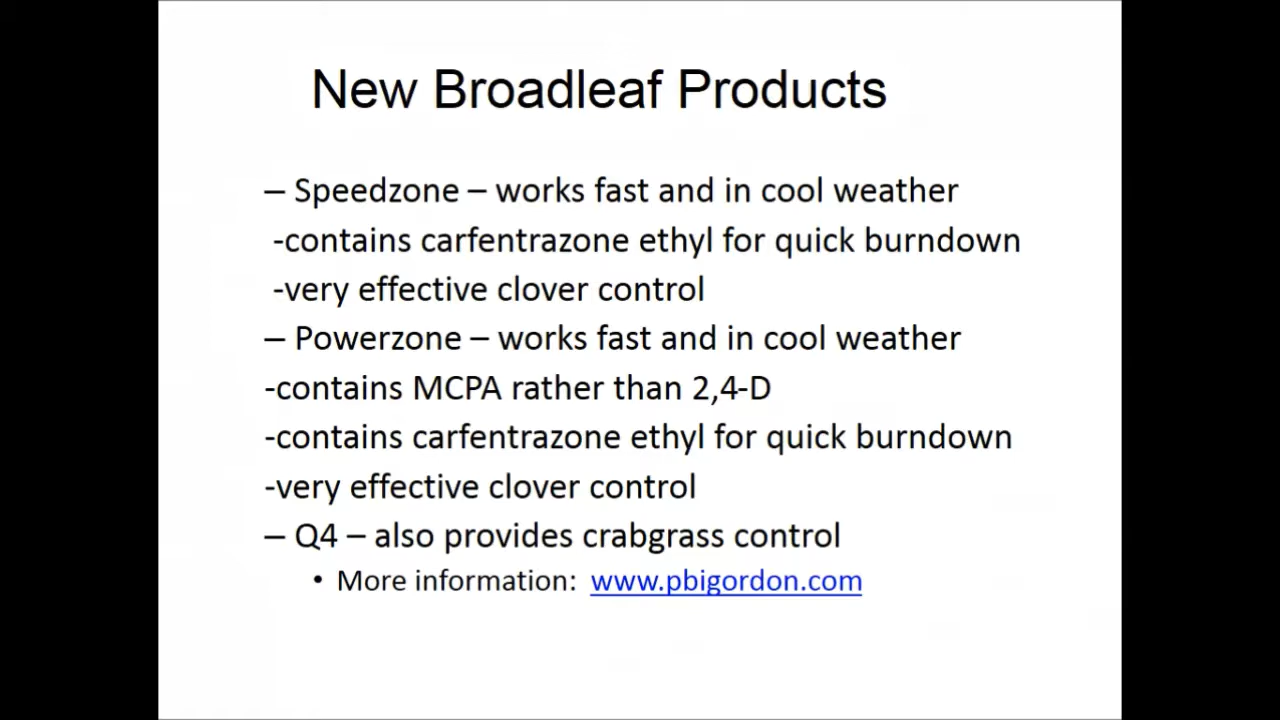 New Broadleaf Products
– Speedzone – works fast and in cool weather
-contains carfentrazone ethyl for quick burndown
-very effective clover control
– Powerzone – works fast and in cool weather
-contains MCPA rather than 2,4-D
-contains carfentrazone ethyl for quick burndown
-very effective clover control
– Q4 – also provides crabgrass control
• More information: www.pbigordon.com